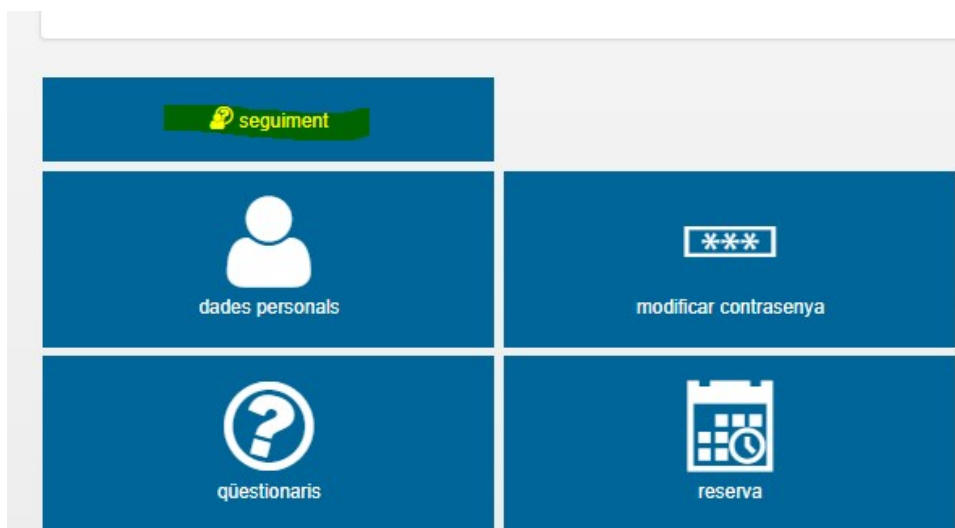 seguiment
dades personals
***
modificar contrasenya
qüestionaris
reserva